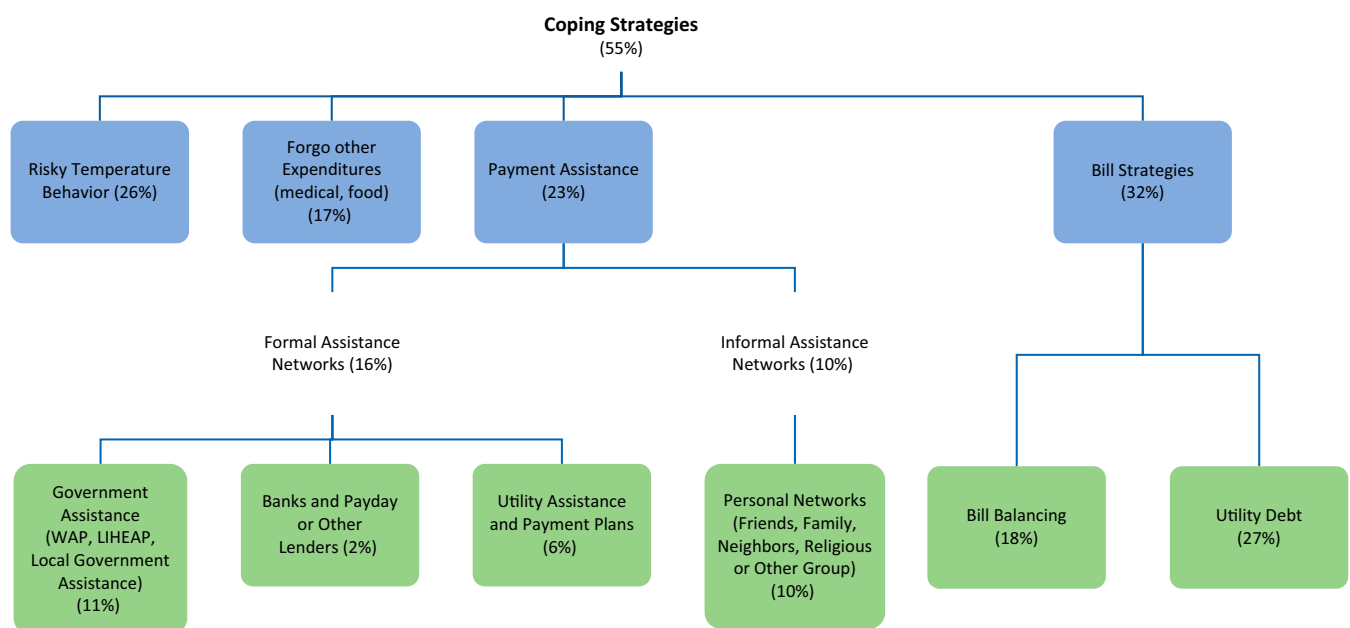 Coping Strategies
(55%)
Risky Temperature
Behavior (26%)
Forgo other
Expenditures
(medical, food)
(17%)
Payment Assistance
(23%)
Bill Strategies
(32%)
Formal Assistance
Networks (16%)
Informal Assistance
Networks (10%)
Government
Assistance
(WAP, LIHEAP,
Local Government
Assistance)
(11%)
Banks and Payday
or Other
Lenders (2%)
Utility Assistance
and Payment Plans
(6%)
Personal Networks
(Friends, Family,
Neighbors, Religious
or Other Group)
(10%)
Bill Balancing
(18%)
Utility Debt
(27%)